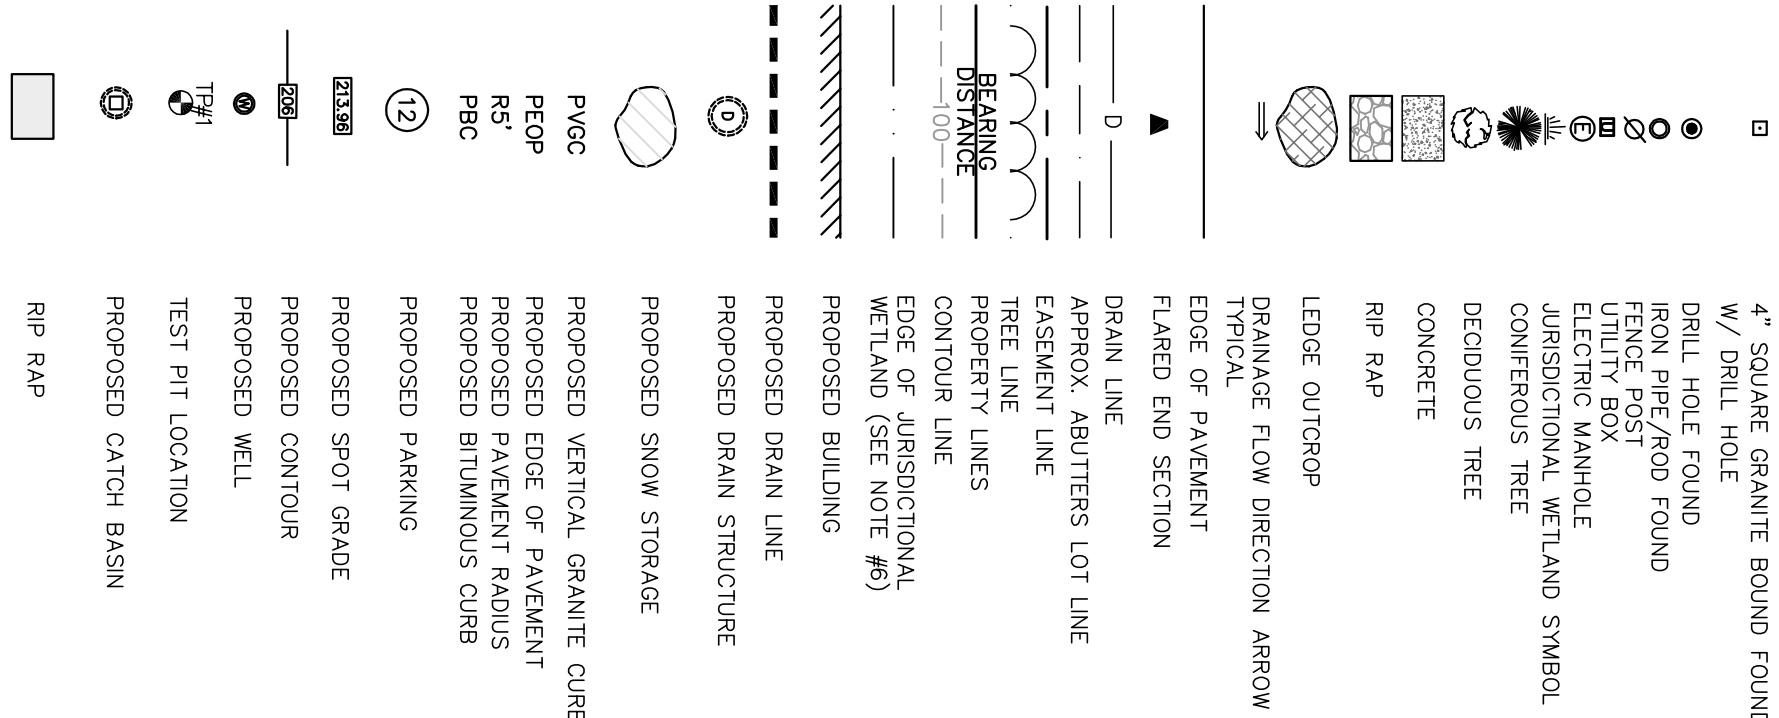 4" SQUARE GRANITE BOUND FOUND
W/ DRILL HOLE
DRILL HOLE FOUND
IRON PIPE/ROD FOUND
FENCE POST
UTILITY BOX
E ELECTRIC MANHOLE
JURISDICTIONAL WETLAND SYMBOL
CONIFEROUS TREE
DECIDUOUS TREE
CONCRETE
RIP RAP
LEDGE OUTCROP
DRAINAGE FLOW DIRECTION ARROW
TYPICAL
EDGE OF PAVEMENT
FLARED END SECTION
D DRAIN LINE
APPROX. ABUTTERS LOT LINE
EASEMENT LINE
TREE LINE
BEARING
DISTANCE
PROPERTY LINES
100 CONTOUR LINE
EDGE OF JURISDICTIONAL
WETLAND (SEE NOTE #6)
PROPOSED BUILDING
PROPOSED DRAIN LINE
D PROPOSED DRAIN STRUCTURE
PROPOSED SNOW STORAGE
PVGC PROPOSED VERTICAL GRANITE CURB
PEOP PROPOSED EDGE OF PAVEMENT
R5' PROPOSED PAVEMENT RADIUS
PBC PROPOSED BITUMINOUS CURB
12 PROPOSED PARKING
213.96 PROPOSED SPOT GRADE
206 PROPOSED CONTOUR
W PROPOSED WELL
TP#1 TEST PIT LOCATION
PROPOSED CATCH BASIN
RIP RAP